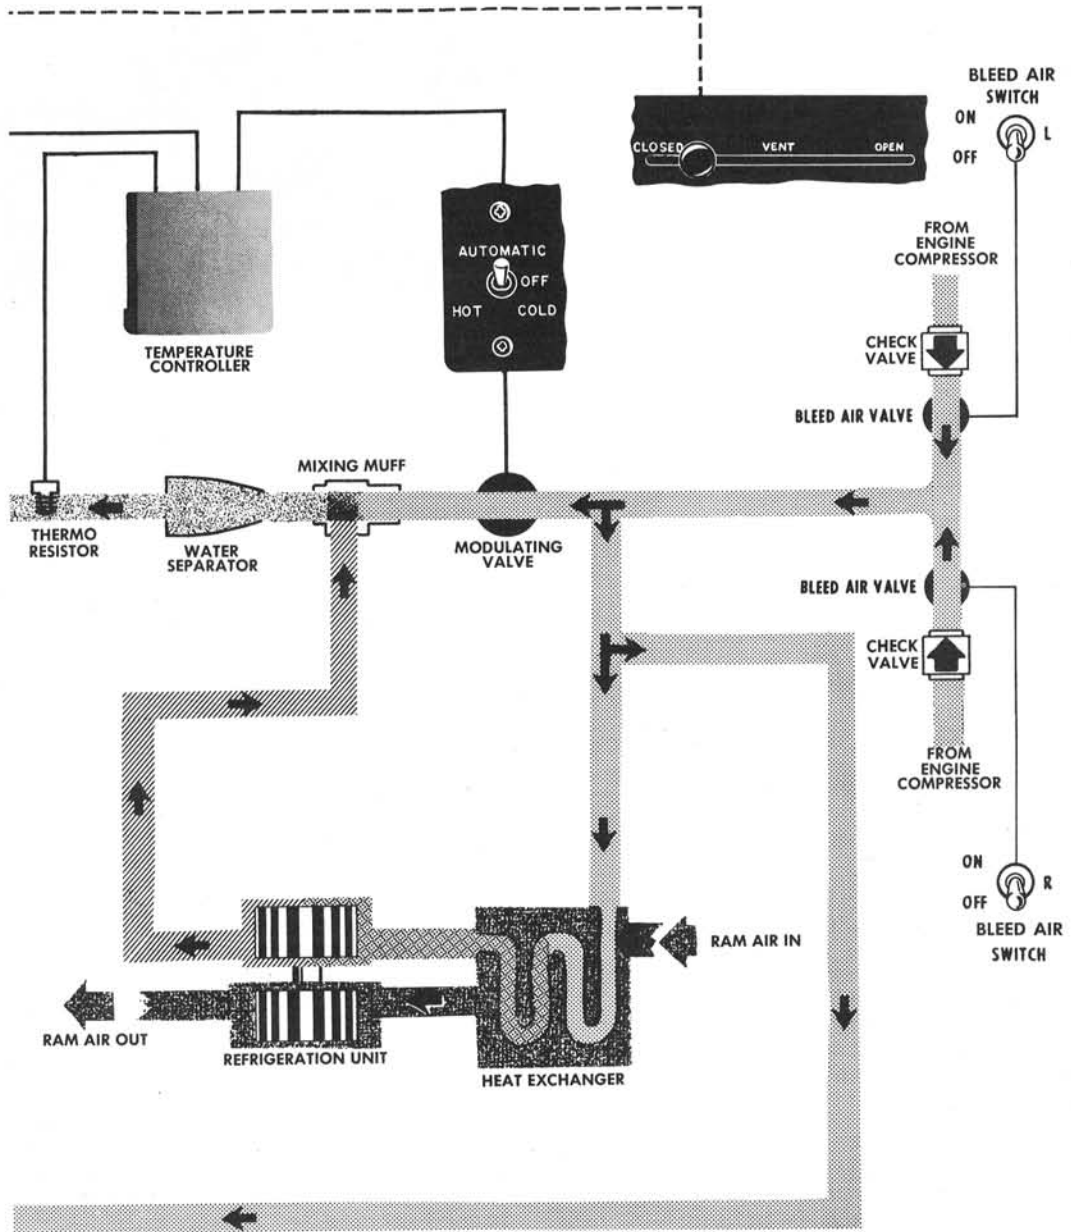 BLEED AIR
SWITCH
ON
L
OFF
CLOSED
VENT
OPEN
FROM
ENGINE
COMPRESSOR
AUTOMATIC
OFF
HOT COLD
TEMPERATURE
CONTROLLER
CHECK
VALVE
BLEED AIR VALVE
MIXING MUFF
THERMO
RESISTOR
WATER
SEPARATOR
MODULATING
VALVE
BLEED AIR VALVE
CHECK
VALVE
FROM
ENGINE
COMPRESSOR
ON
R
OFF
BLEED AIR
SWITCH
RAM AIR IN
RAM AIR OUT
REFRIGERATION UNIT
HEAT EXCHANGER